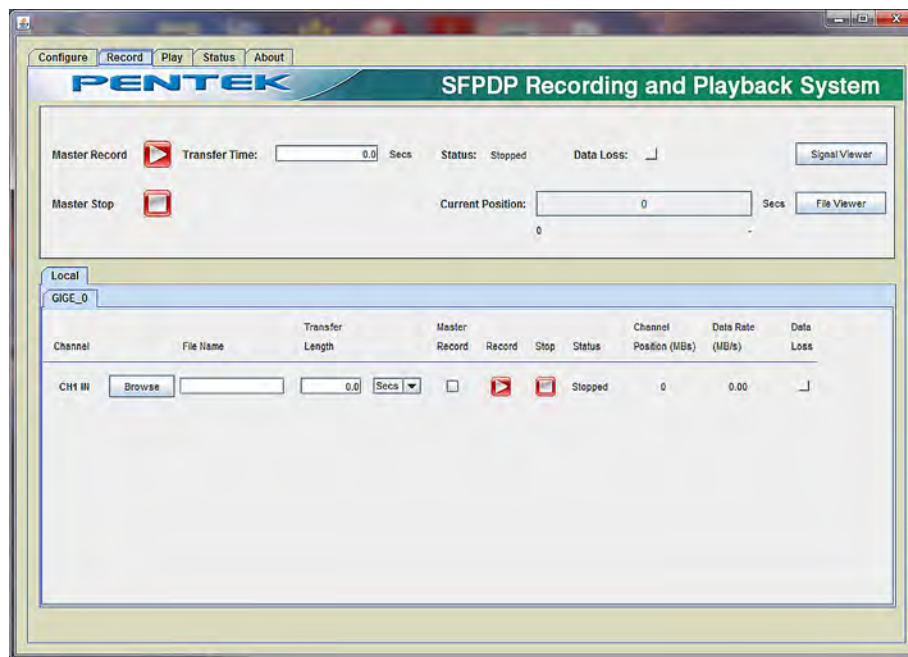 Configure Record Play Status About
PENTEK SFPDP Recording and Playback System
Master Record Transfer Time: 0.0 Secs Status: Stopped Data Loss: Signal Viewer
Master Stop Current Position: 0 Secs File Viewer
0 -
Local
GIGE_0
Transfer Master Channel Data Rate Data
Channel File Name Length Record Record Stop Status Position (MBs) (MB/s) Loss
CH1 IN Browse 0.0 Secs Stopped 0 0.00